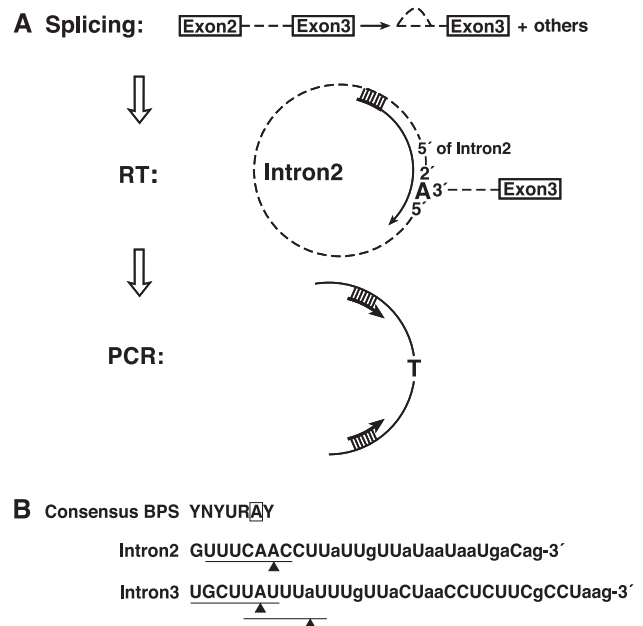 A Splicing: Exon2 Exon3 Exon3 + others
RT: Intron2
5´ of Intron2
2´
A3´ Exon3
5´
PCR:
T
B Consensus BPS YNYURAY
Intron2 GUUUCAACCUUaUUgUUaUaaUaaUgaCag-3´
Intron3 UGCUUAUUUaUUUgUUaCUaaCCUCUUCgCCUaag-3´